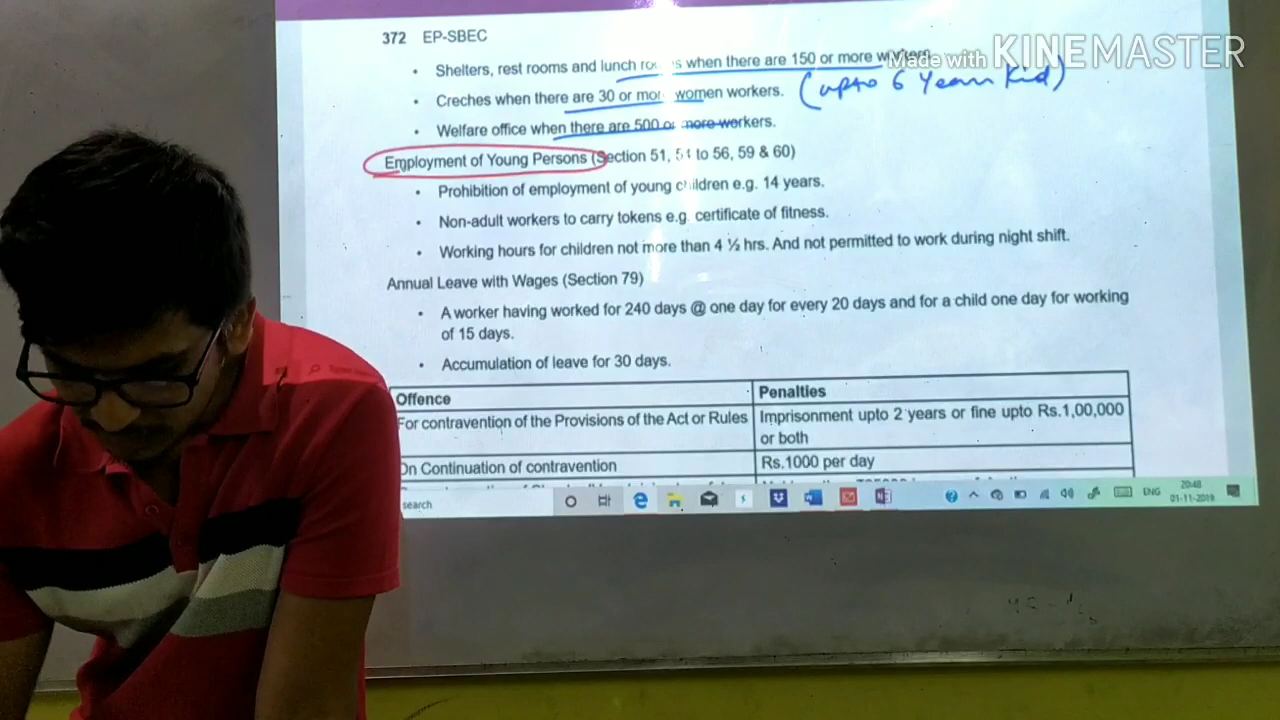 372 EP-SBEC
Made with KINEMASTER
• Shelters, rest rooms and lunch rooms when there are 150 or more workers.
• Creches when there are 30 or more women workers. (upto 6 years kid)
• Welfare office when there are 500 or more workers.
Employment of Young Persons (Section 51, 54 to 56, 59 & 60)
• Prohibition of employment of young children e.g. 14 years.
• Non-adult workers to carry tokens e.g. certificate of fitness.
• Working hours for children not more than 4 ½ hrs. And not permitted to work during night shift.
Annual Leave with Wages (Section 79)
• A worker having worked for 240 days @ one day for every 20 days and for a child one day for working
of 15 days.
• Accumulation of leave for 30 days.
Offence Penalties
For contravention of the Provisions of the Act or Rules Imprisonment upto 2 years or fine upto Rs.1,00,000
or both
On Continuation of contravention Rs.1000 per day
search ENG 20:48
01-11-2019